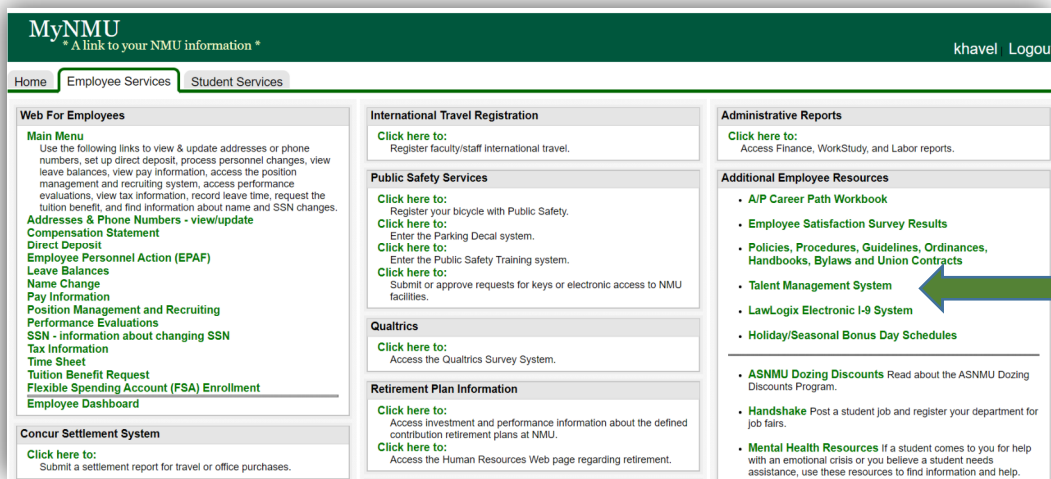 MyNMU
* A link to your NMU information *
khavel Logou
Home
Employee Services
Student Services
Web For Employees
Main Menu
Use the following links to view & update addresses or phone
numbers, set up direct deposit, process personnel changes, view
leave balances, view pay information, access the position
management and recruiting system, access performance
evaluations, view tax information, record leave time, request the
tuition benefit, and find information about name and SSN changes.
Addresses & Phone Numbers - view/update
Compensation Statement
Direct Deposit
Employee Personnel Action (EPAF)
Leave Balances
Name Change
Pay Information
Position Management and Recruiting
Performance Evaluations
SSN - information about changing SSN
Tax Information
Time Sheet
Tuition Benefit Request
Flexible Spending Account (FSA) Enrollment
Employee Dashboard
Concur Settlement System
Click here to:
Submit a settlement report for travel or office purchases.
International Travel Registration
Click here to:
Register faculty/staff international travel.
Public Safety Services
Click here to:
Register your bicycle with Public Safety.
Click here to:
Enter the Parking Decal system.
Click here to:
Enter the Public Safety Training system.
Click here to:
Submit or approve requests for keys or electronic access to NMU
facilities.
Qualtrics
Click here to:
Access the Qualtrics Survey System.
Retirement Plan Information
Click here to:
Access investment and performance information about the defined
contribution retirement plans at NMU.
Click here to:
Access the Human Resources Web page regarding retirement.
Administrative Reports
Click here to:
Access Finance, WorkStudy, and Labor reports.
Additional Employee Resources
• A/P Career Path Workbook
• Employee Satisfaction Survey Results
• Policies, Procedures, Guidelines, Ordinances,
Handbooks, Bylaws and Union Contracts
• Talent Management System
• LawLogix Electronic I-9 System
• Holiday/Seasonal Bonus Day Schedules
• ASNMU Dozing Discounts Read about the ASNMU Dozing
Discounts Program.
• Handshake Post a student job and register your department for
job fairs.
• Mental Health Resources If a student comes to you for help
with an emotional crisis or you believe a student needs
assistance, use these resources to find information and help.